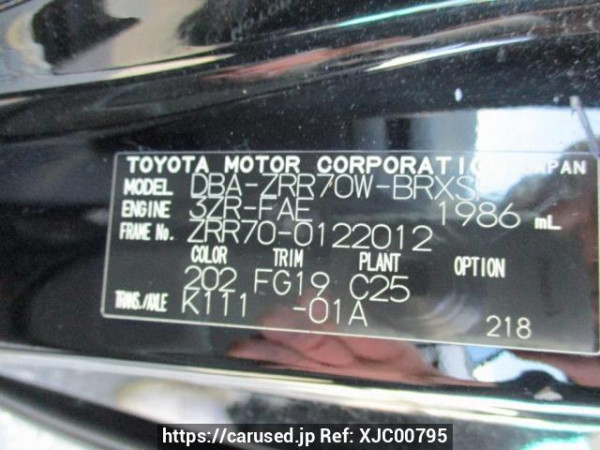 TOYOTA MOTOR CORPORATION JAPAN
MODEL DBA-ZRR70W-BRXS
ENGINE 3ZR-FAE 1986 mL
FRAME No. ZRR70-0122012
COLOR TRIM PLANT OPTION
202 FG19 C25
TRANS./AXLE K111 -01A
218
https://carused.jp Ref: XJC00795